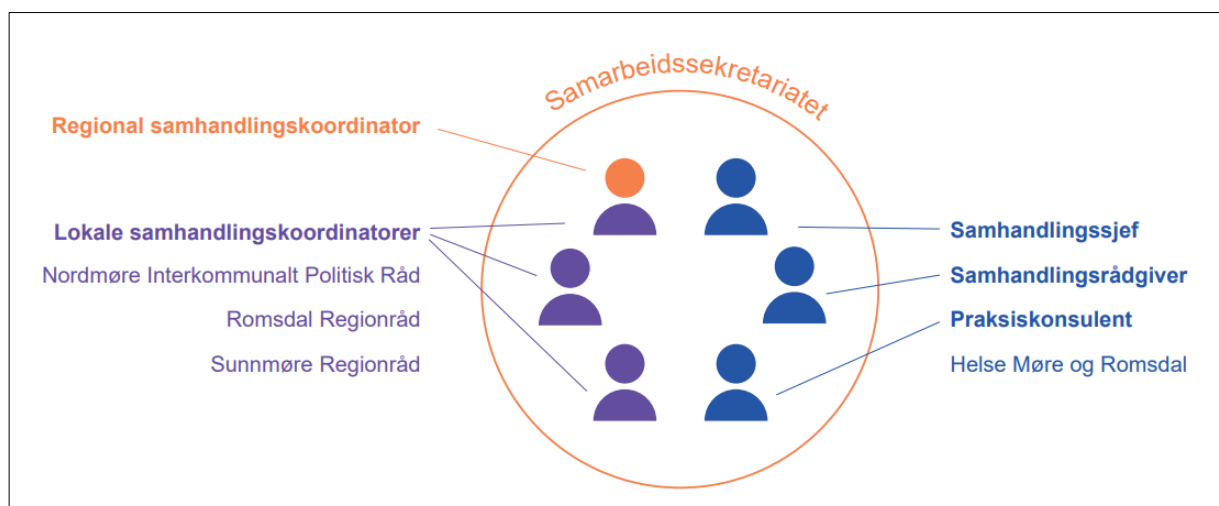 Samarbeidssekretariatet
Regional samhandlingskoordinator
Lokale samhandlingskoordinatorer
Nordmøre Interkommunalt Politisk Råd
Romsdal Regionråd
Sunnmøre Regionråd
Samhandlingssjef
Samhandlingsrådgiver
Praksiskonsulent
Helse Møre og Romsdal